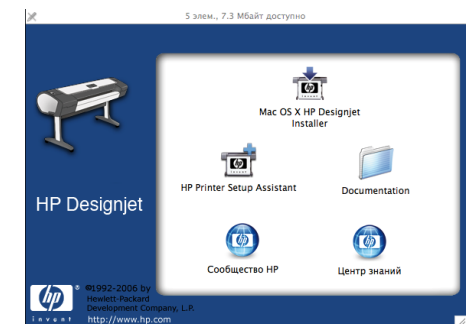 5 элем., 7.3 Мбайт доступно
Mac OS X HP Designjet
Installer
HP Printer Setup Assistant
Documentation
HP Designjet
Сообщество HP
Центр знаний
©1992-2006 by
Hewlett-Packard
Development Company, L.P.
http://www.hp.com
hp
®
invent